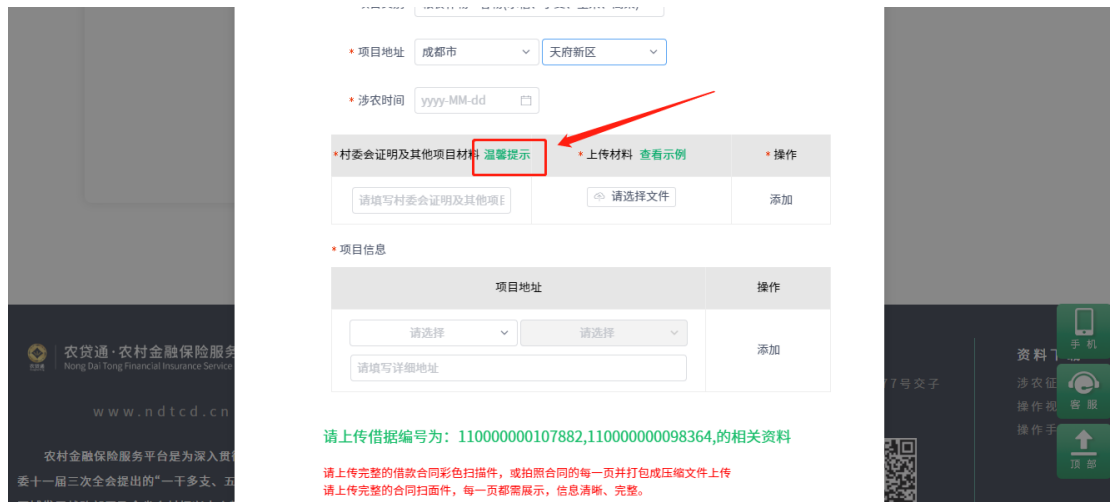 * 项目地址 成都市 天府新区
* 涉农时间 yyyy-MM-dd
*村委会证明及其他项目材料 温馨提示 * 上传材料 查看示例 * 操作
请填写村委会证明及其他项 请选择文件 添加
* 项目信息
项目地址 操作
请选择 请选择
请填写详细地址 添加
请上传借据编号为：110000000107882,110000000098364,的相关资料
请上传完整的借款合同彩色扫描件，或拍照合同的每一页并打包成压缩文件上传
请上传完整的合同扫面件，每一页都需展示，信息清晰、完整。
农贷通·农村金融保险服务
Nong Dai Tong Financial Insurance Service
www.ndtcd.cn
农村金融保险服务平台是为深入贯
委十一届三次全会提出的“一干多支、五
77号交子
资料下
涉农征
操作视
操作手
手机
客服
顶部